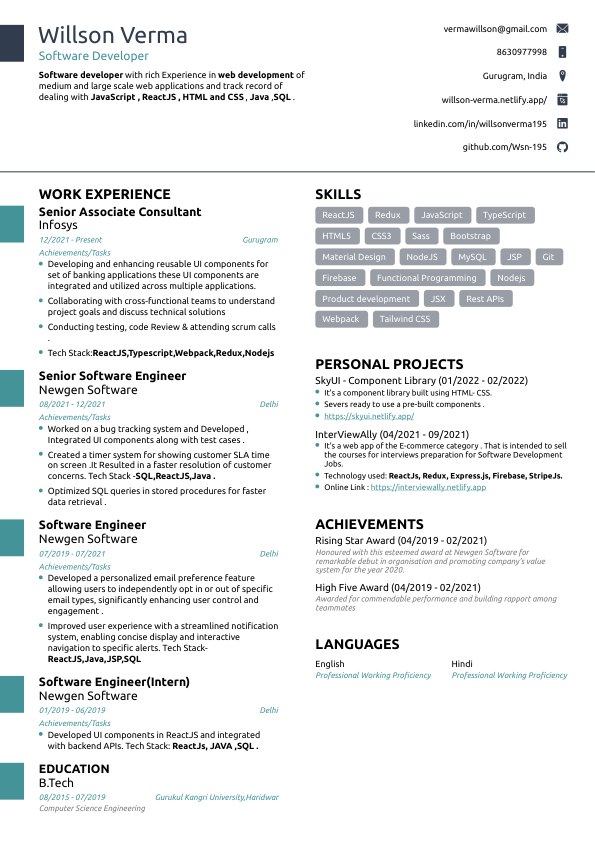 Willson Verma
Software Developer
Software developer with rich Experience in web development of
medium and large scale web applications and track record of
dealing with JavaScript , ReactJS , HTML and CSS , Java ,SQL .
vermawillson@gmail.com
8630977998
Gurugram, India
willson-verma.netlify.app/
linkedin.com/in/willsonverma195
github.com/Wsn-195
WORK EXPERIENCE
Senior Associate Consultant
Infosys
12/2021 - Present Gurugram
Achievements/Tasks
Developing and enhancing reusable UI components for
set of banking applications these UI components are
integrated and utilized across multiple applications.
Collaborating with cross-functional teams to understand
project goals and discuss technical solutions
Conducting testing, code Review & attending scrum calls
.
Tech Stack:ReactJS,Typescript,Webpack,Redux,Nodejs
Senior Software Engineer
Newgen Software
08/2021 - 12/2021 Delhi
Achievements/Tasks
Worked on a bug tracking system and Developed ,
Integrated UI components along with test cases .
Created a timer system for showing customer SLA time
on screen .It Resulted in a faster resolution of customer
concerns. Tech Stack -SQL,ReactJS,Java .
Optimized SQL queries in stored procedures for faster
data retrieval .
Software Engineer
Newgen Software
07/2019 - 07/2021 Delhi
Achievements/Tasks
Developed a personalized email preference feature
allowing users to independently opt in or out of specific
email types, significantly enhancing user control and
engagement .
Improved user experience with a streamlined notification
system, enabling concise display and interactive
navigation to specific alerts. Tech Stack-
ReactJS,Java,JSP,SQL
Software Engineer(Intern)
Newgen Software
01/2019 - 06/2019 Delhi
Achievements/Tasks
Developed UI components in ReactJS and integrated
with backend APIs. Tech Stack: ReactJs, JAVA ,SQL .
EDUCATION
B.Tech
08/2015 - 07/2019 Gurukul Kangri University,Haridwar
Computer Science Engineering
SKILLS
ReactJS Redux JavaScript TypeScript
HTML5 CSS3 Sass Bootstrap
Material Design NodeJS MySQL JSP Git
Firebase Functional Programming Nodejs
Product development JSX Rest APIs
Webpack Tailwind CSS
PERSONAL PROJECTS
SkyUI - Component Library (01/2022 - 02/2022)
It's a component library built using HTML- CSS.
Severs ready to use a pre-built components .
https://skyui.netlify.app/
InterViewAlly (04/2021 - 09/2021)
It's a web app of the E-commerce category . That is intended to sell
the courses for interviews preparation for Software Development
Jobs.
Technology used: ReactJs, Redux, Express.js, Firebase, StripeJs.
Online Link : https://interviewally.netlify.app
ACHIEVEMENTS
Rising Star Award (04/2019 - 02/2021)
Honoured with this esteemed award at Newgen Software for
remarkable debut in organisation and promoting company's value
system for the year 2020.
High Five Award (04/2019 - 02/2021)
Awarded for commendable performance and building rapport among
teammates
LANGUAGES
English Hindi
Professional Working Proficiency Professional Working Proficiency